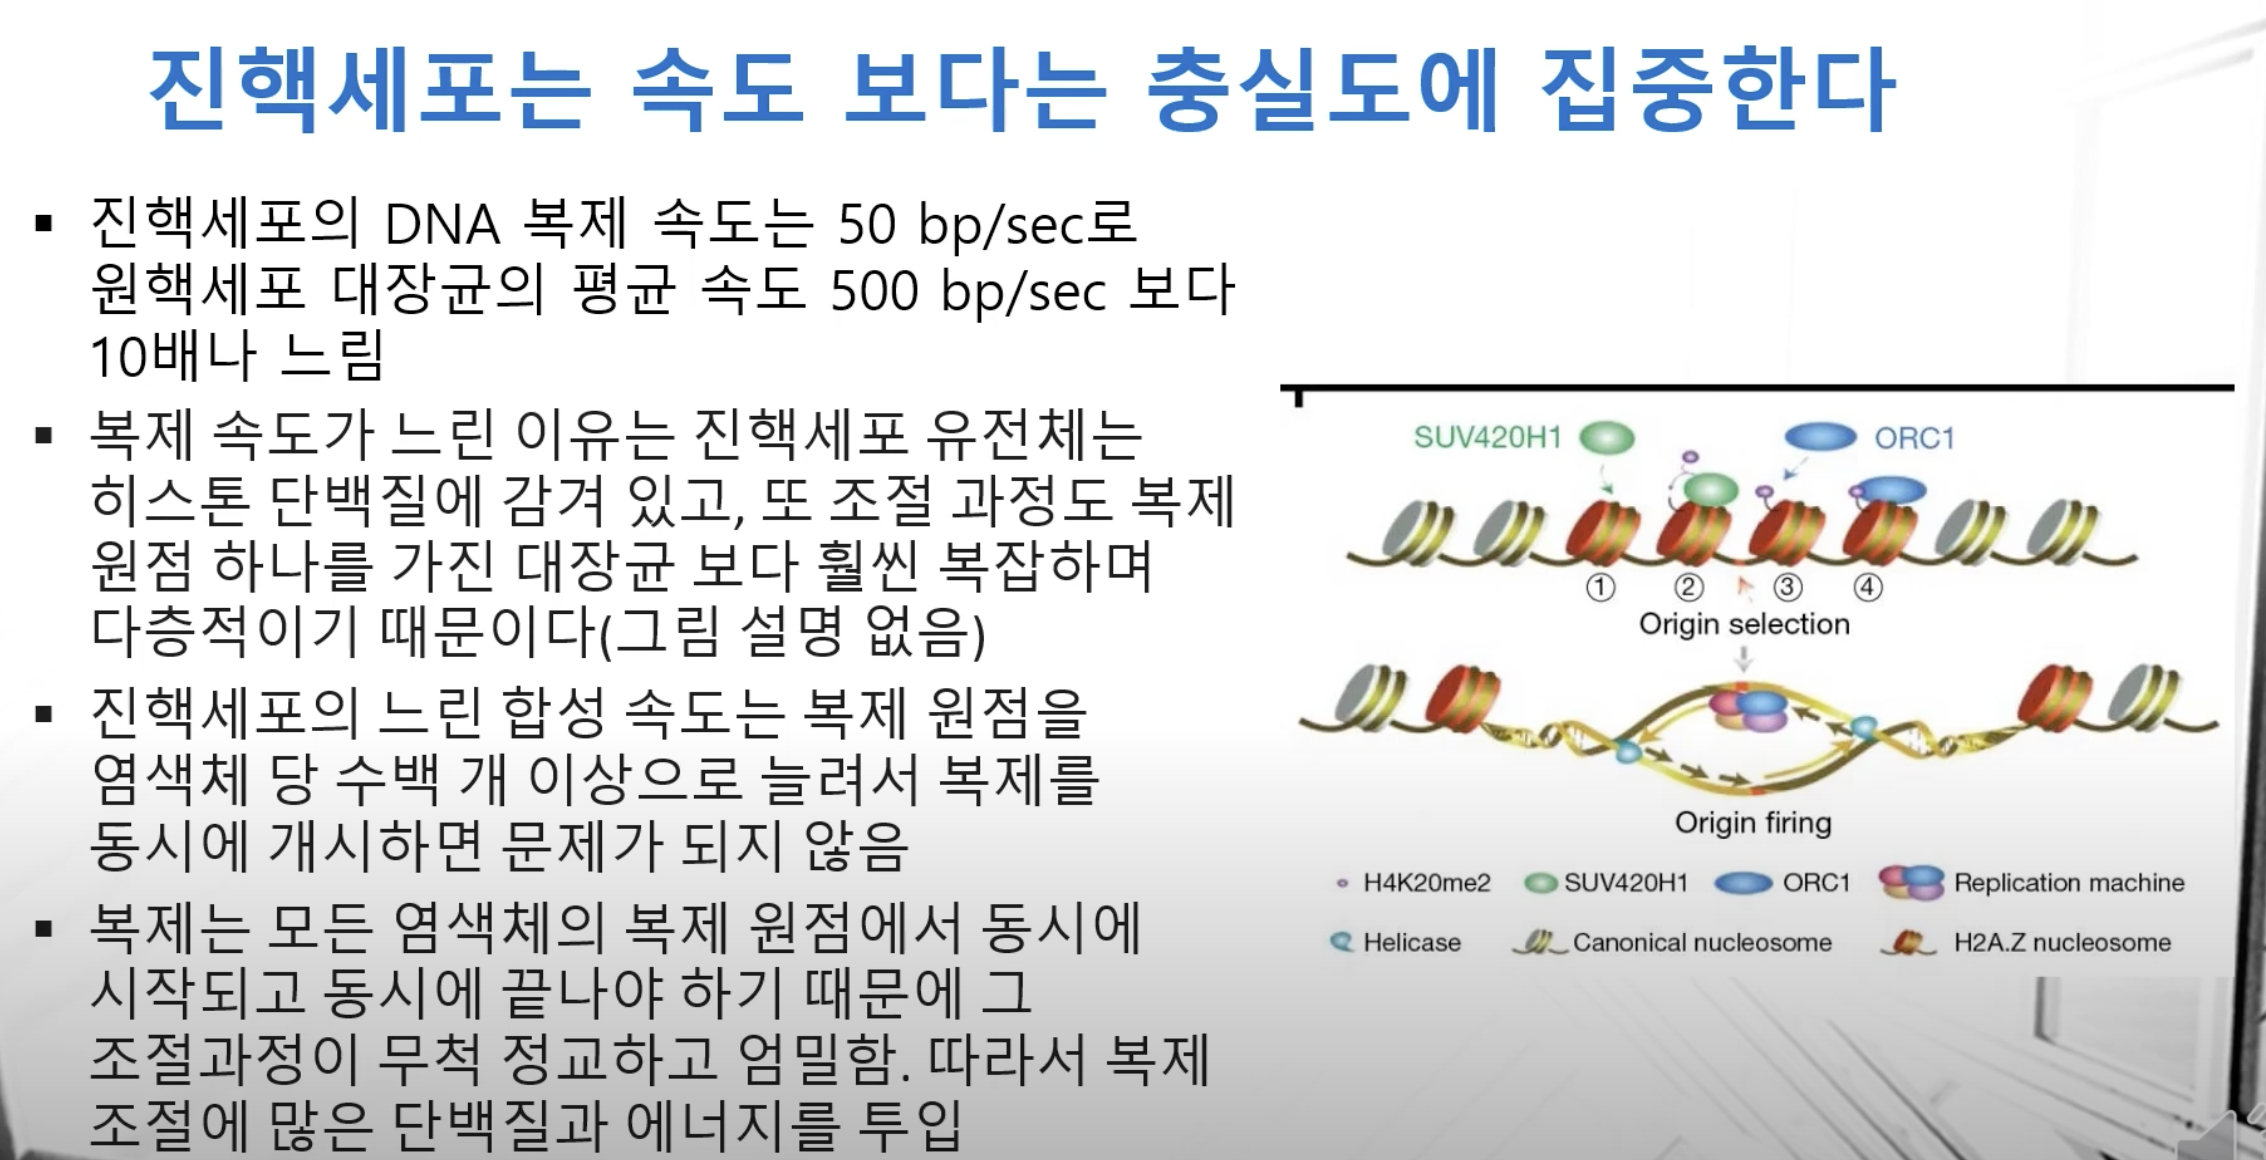 진핵세포는 속도 보다는 충실도에 집중한다
▪ 진핵세포의 DNA 복제 속도는 50 bp/sec로
원핵세포 대장균의 평균 속도 500 bp/sec 보다
10배나 느림
▪ 복제 속도가 느린 이유는 진핵세포 유전체는
히스톤 단백질에 감겨 있고, 또 조절 과정도 복제
원점 하나를 가진 대장균 보다 훨씬 복잡하며
다층적이기 때문이다(그림 설명 없음)
▪ 진핵세포의 느린 합성 속도는 복제 원점을
염색체 당 수백 개 이상으로 늘려서 복제를
동시에 개시하면 문제가 되지 않음
▪ 복제는 모든 염색체의 복제 원점에서 동시에
시작되고 동시에 끝나야 하기 때문에 그
조절과정이 무척 정교하고 엄밀함. 따라서 복제
조절에 많은 단백질과 에너지를 투입
SUV420H1 ORC1
① ② ③ ④
Origin selection
Origin firing
H4K20me2 SUV420H1 ORC1 Replication machine
Helicase Canonical nucleosome H2A.Z nucleosome